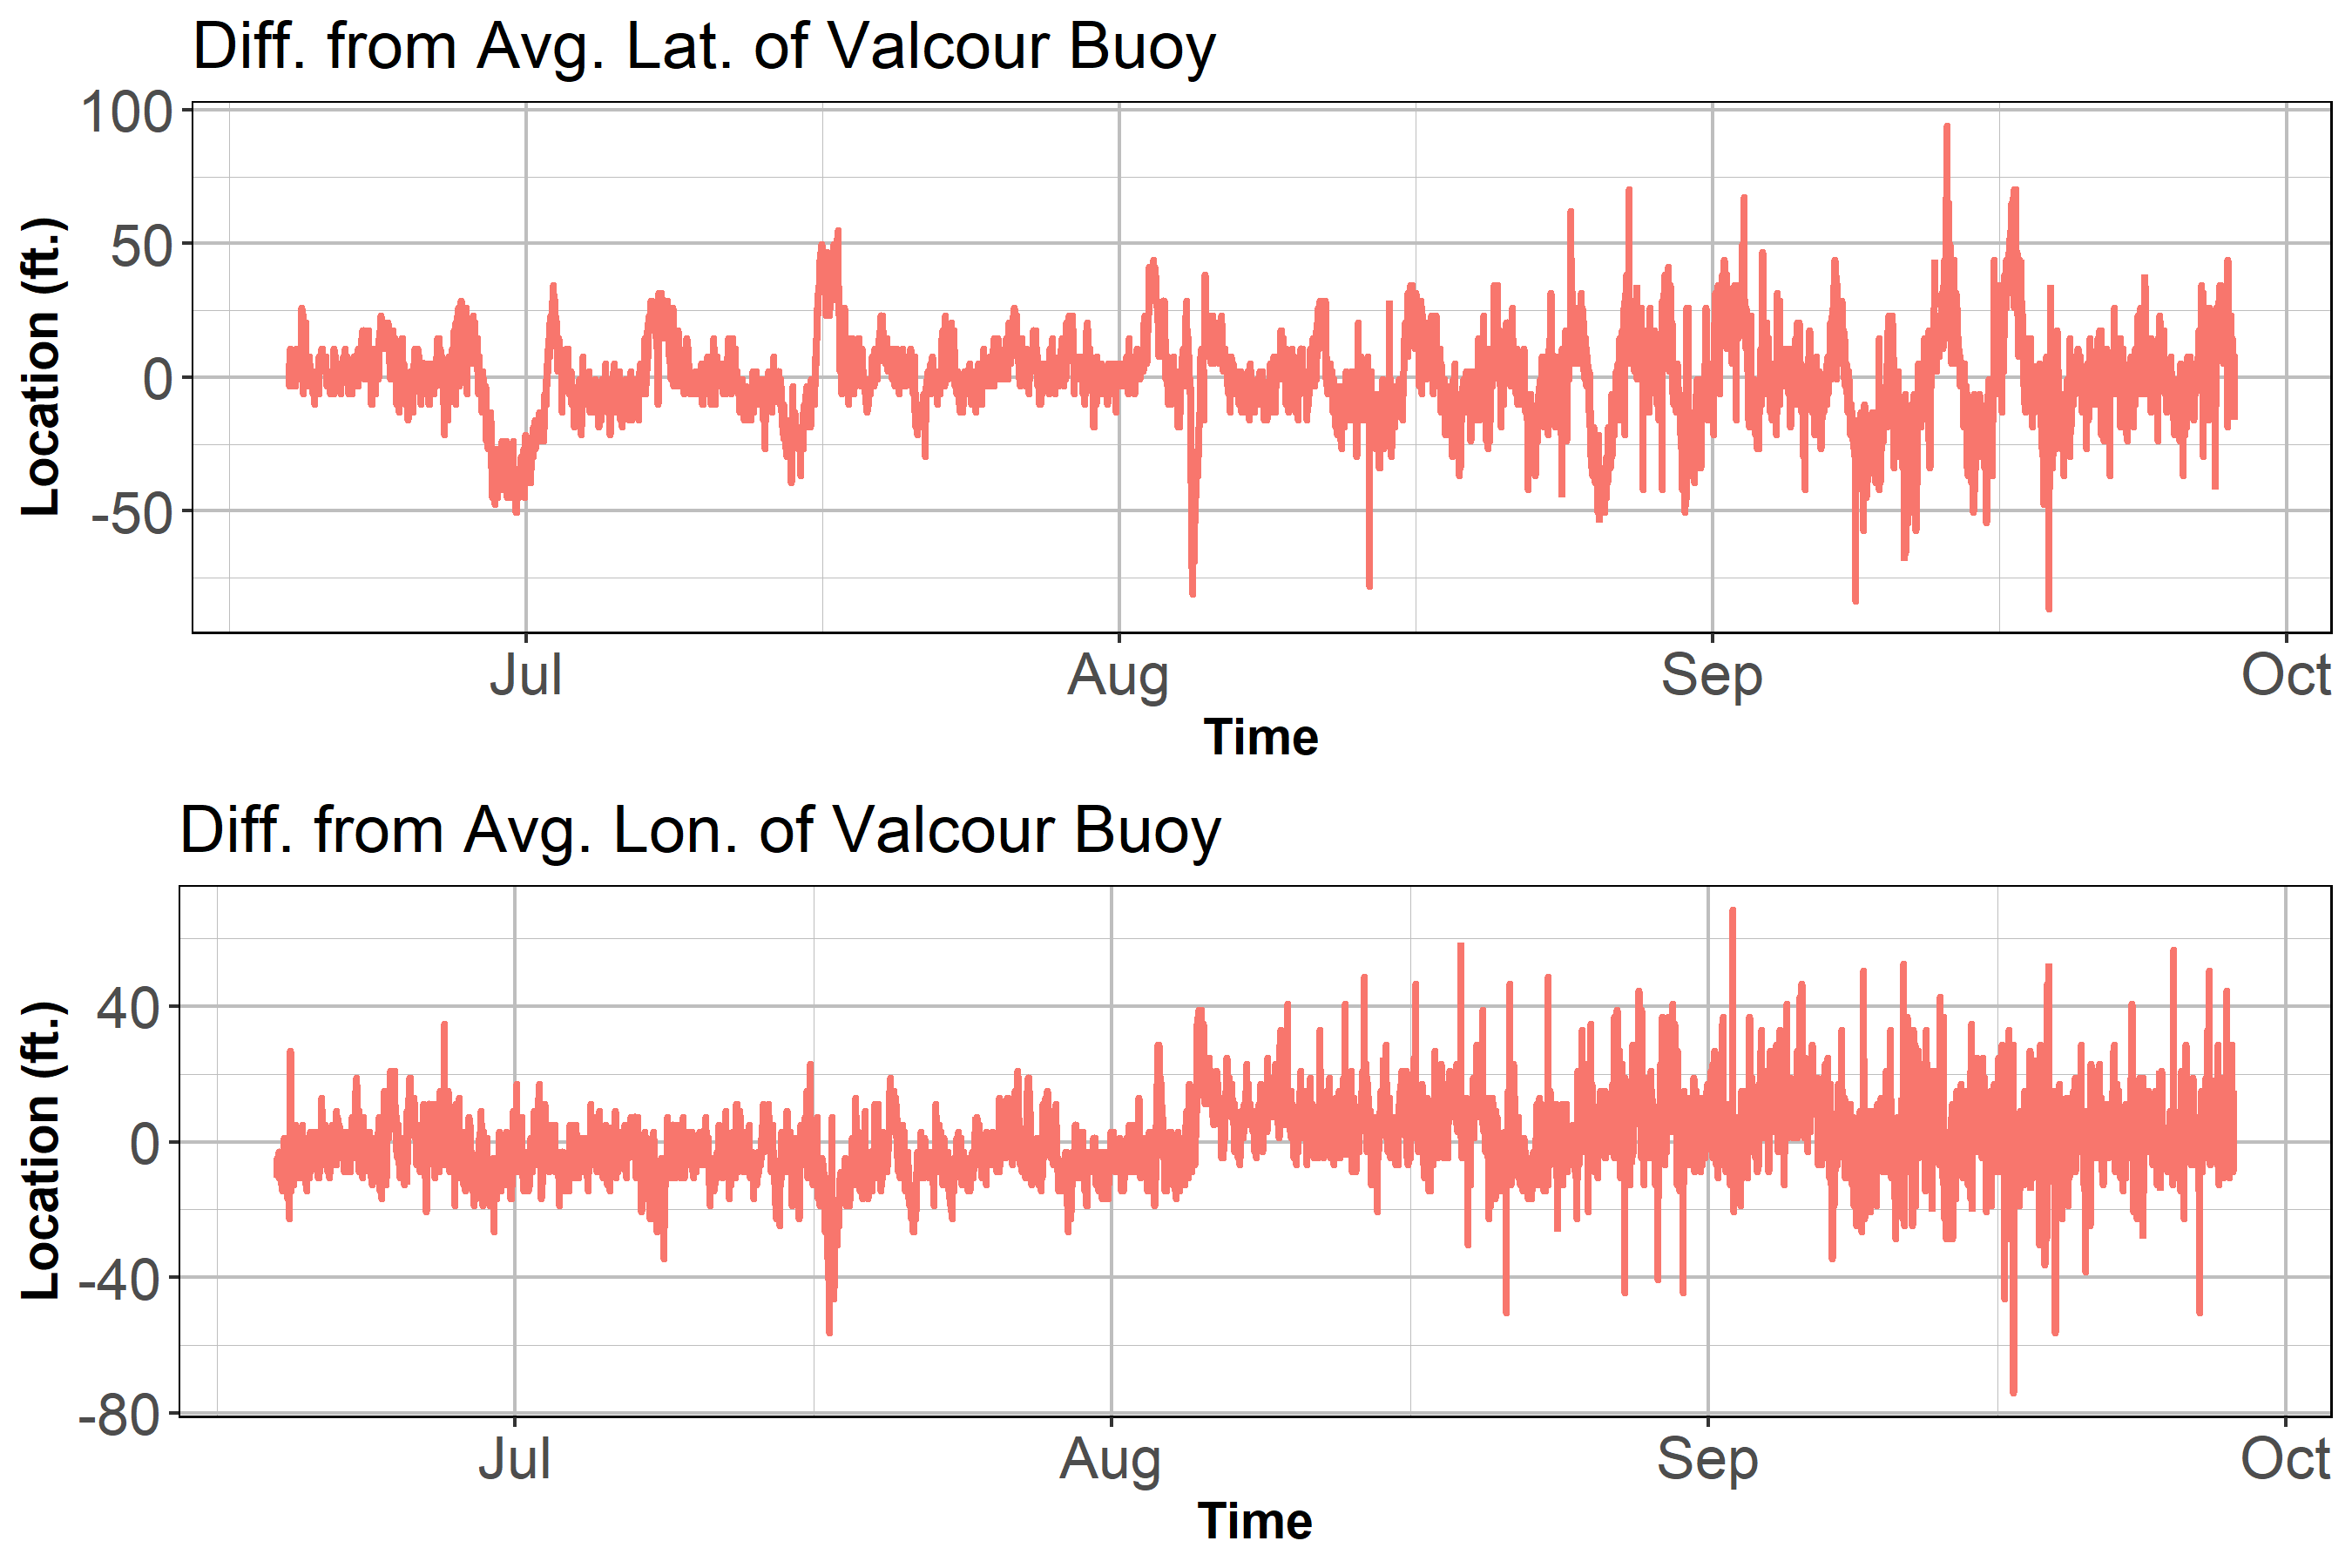 Diff. from Avg. Lat. of Valcour Buoy
100
50
0
-50
Location (ft.)
Jul Aug Sep Oct
Time
Diff. from Avg. Lon. of Valcour Buoy
40
0
-40
-80
Location (ft.)
Jul Aug Sep Oct
Time